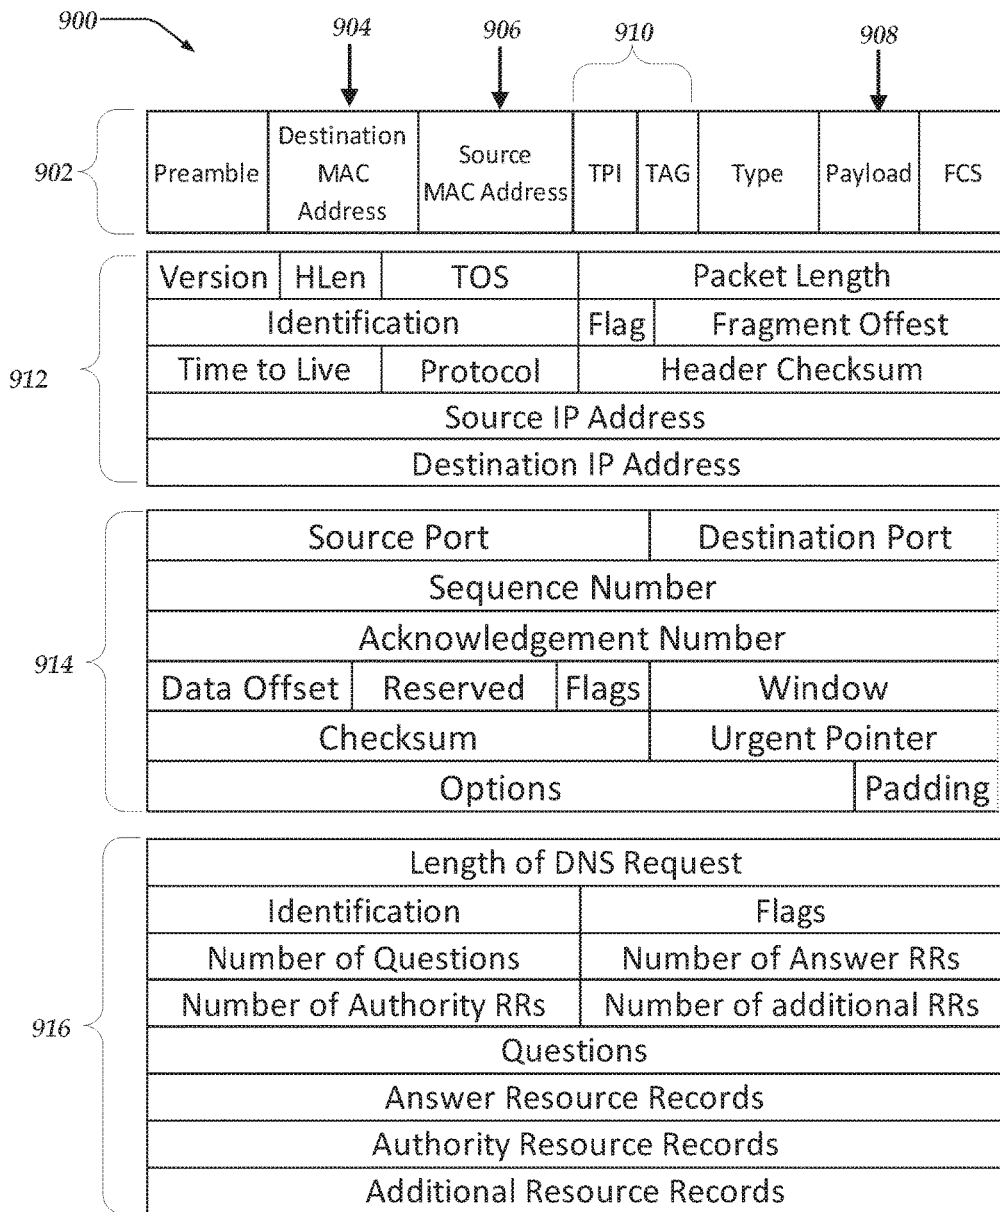 900
904
906
910
908
902
Preamble
Destination
MAC
Address
Source
MAC Address
TPI
TAG
Type
Payload
FCS
912
Version HLen TOS Packet Length
Identification Flag Fragment Offest
Time to Live Protocol Header Checksum
Source IP Address
Destination IP Address
914
Source Port Destination Port
Sequence Number
Acknowledgement Number
Data Offset Reserved Flags Window
Checksum Urgent Pointer
Options Padding
916
Length of DNS Request
Identification Flags
Number of Questions Number of Answer RRs
Number of Authority RRs Number of additional RRs
Questions
Answer Resource Records
Authority Resource Records
Additional Resource Records